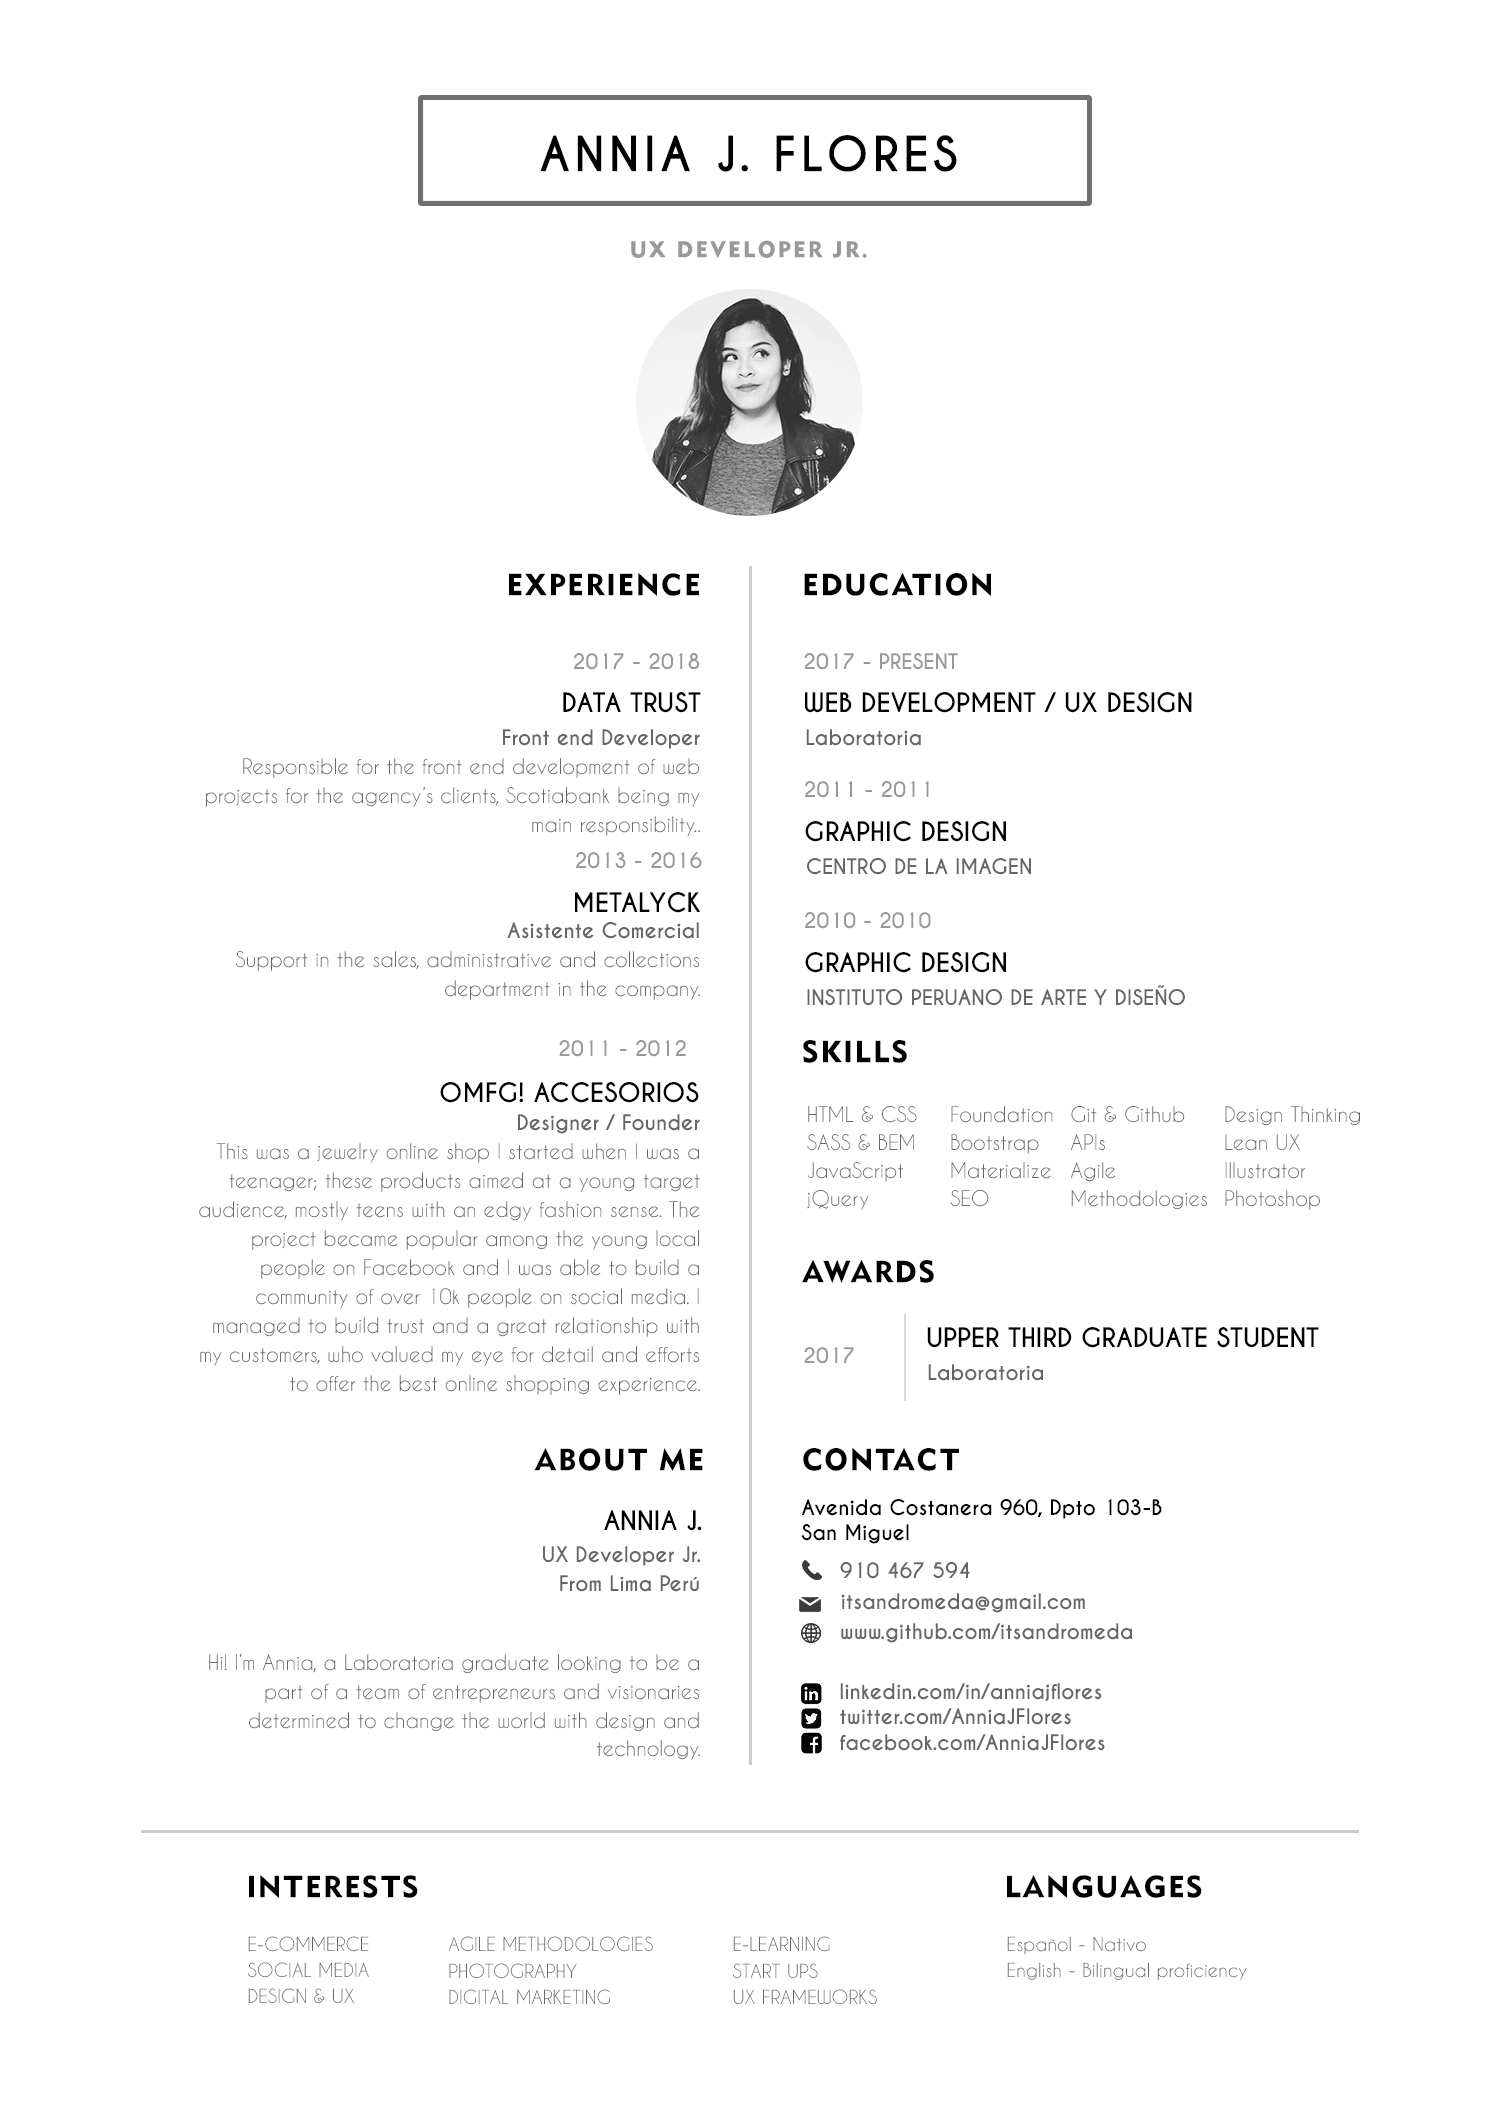 ANNIA J. FLORES
UX DEVELOPER JR.
EXPERIENCE
2017 - 2018
DATA TRUST
Front end Developer
Responsible for the front end development of web
projects for the agency's clients, Scotiabank being my
main responsibility..
2013 - 2016
METALYCK
Asistente Comercial
Support in the sales, administrative and collections
department in the company.
2011 - 2012
OMFG! ACCESORIOS
Designer / Founder
This was a jewelry online shop I started when I was a
teenager; these products aimed at a young target
audience, mostly teens with an edgy fashion sense. The
project became popular among the young local
people on Facebook and I was able to build a
community of over 10k people on social media. I
managed to build trust and a great relationship with
my customers, who valued my eye for detail and efforts
to offer the best online shopping experience.
ABOUT ME
ANNIA J.
UX Developer Jr.
From Lima Perú
Hi! I'm Annia, a Laboratoria graduate looking to be a
part of a team of entrepreneurs and visionaries
determined to change the world with design and
technology.
EDUCATION
2017 - PRESENT
WEB DEVELOPMENT / UX DESIGN
Laboratoria
2011 - 2011
GRAPHIC DESIGN
CENTRO DE LA IMAGEN
2010 - 2010
GRAPHIC DESIGN
INSTITUTO PERUANO DE ARTE Y DISEÑO
SKILLS
HTML & CSS
SASS & BEM
JavaScript
jQuery
Foundation
Bootstrap
Materialize
SEO
Git & Github
APIs
Agile
Methodologies
Design Thinking
Lean UX
Illustrator
Photoshop
AWARDS
2017
UPPER THIRD GRADUATE STUDENT
Laboratoria
CONTACT
Avenida Costanera 960, Dpto 103-B
San Miguel
910 467 594
itsandromeda@gmail.com
www.github.com/itsandromeda
linkedin.com/in/anniajflores
twitter.com/AnniaJFlores
facebook.com/AnniaJFlores
INTERESTS
E-COMMERCE
SOCIAL MEDIA
DESIGN & UX
AGILE METHODOLOGIES
PHOTOGRAPHY
DIGITAL MARKETING
E-LEARNING
START UPS
UX FRAMEWORKS
LANGUAGES
Español - Nativo
English - Bilingual proficiency